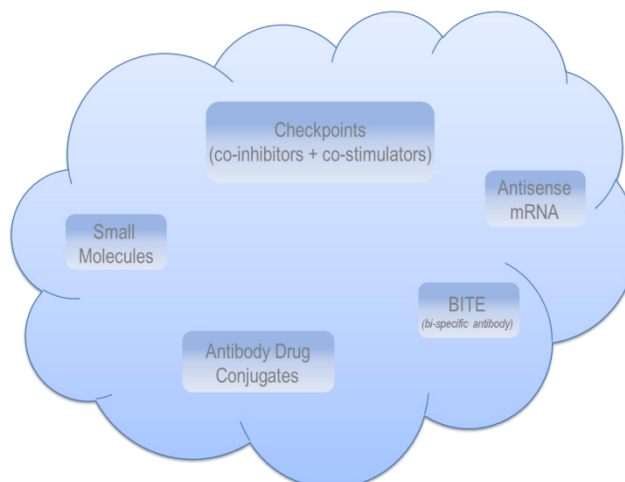 Checkpoints
(co-inhibitors + co-stimulators)
Antisense
mRNA
Small
Molecules
BITE
(bi-specific antibody)
Antibody Drug
Conjugates